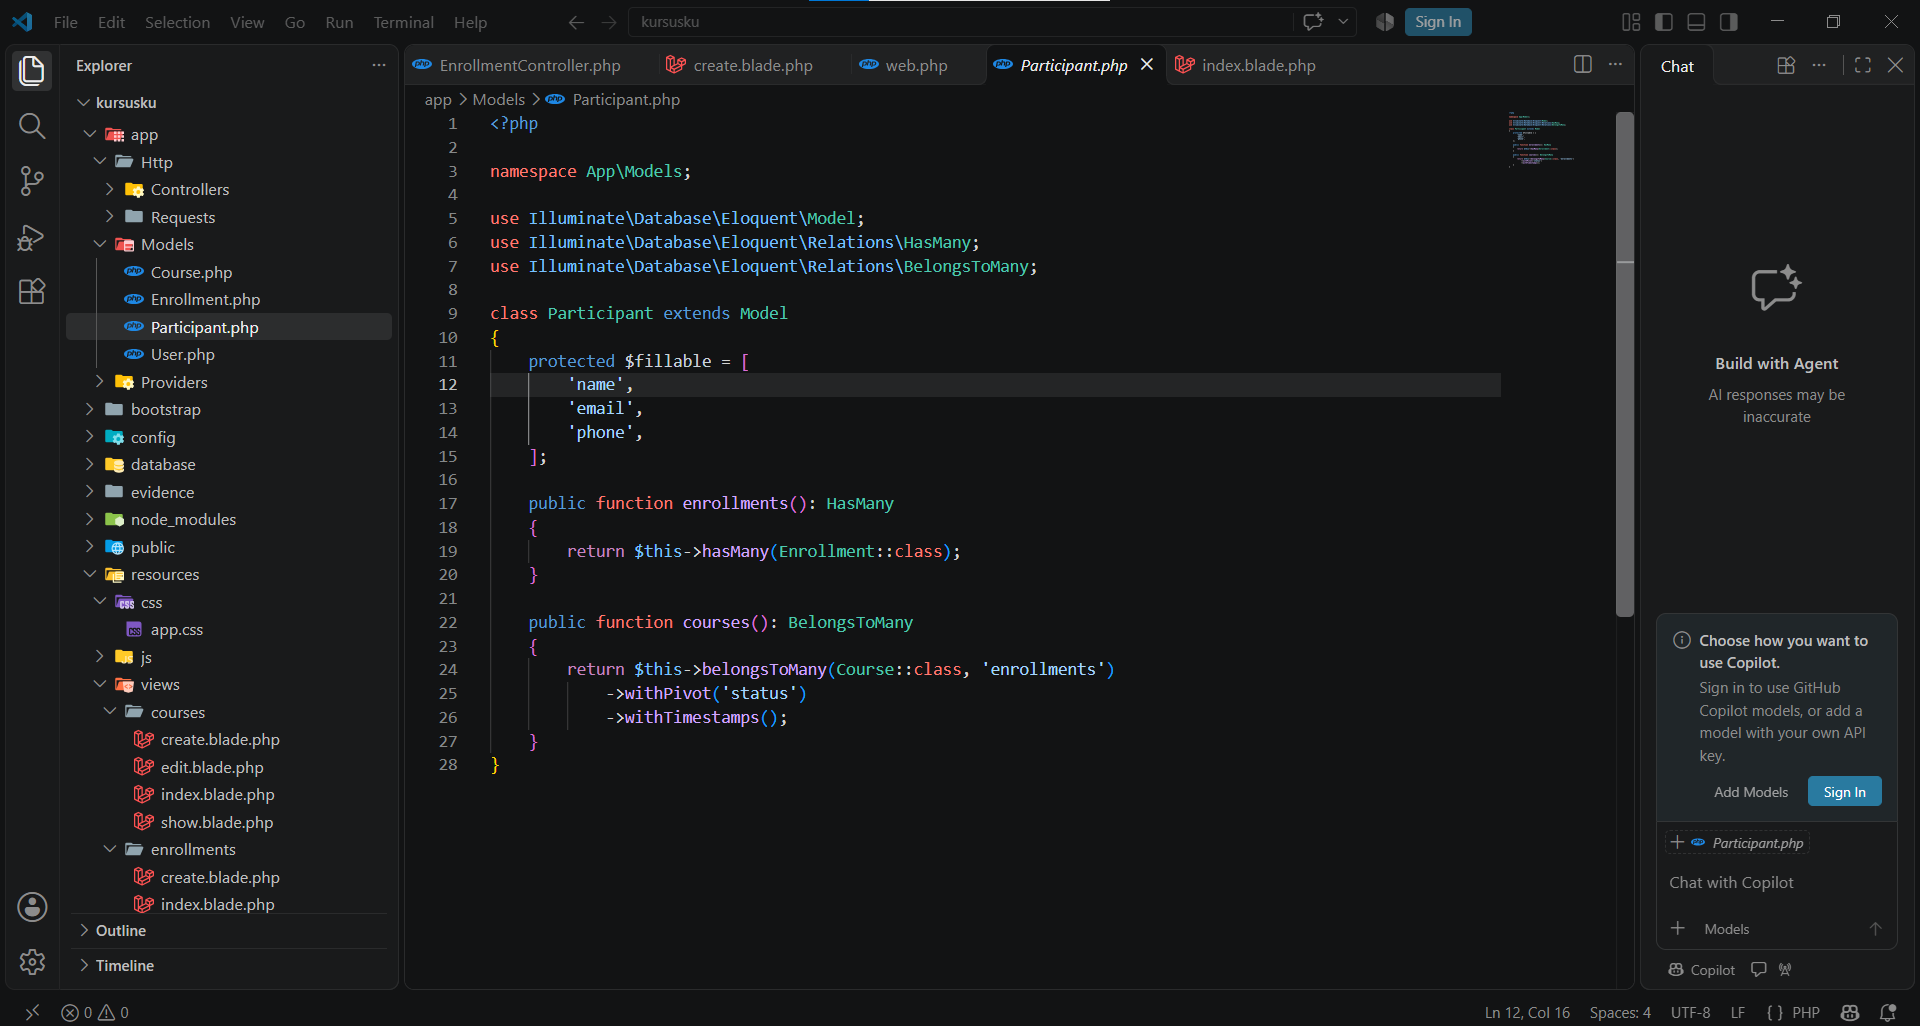 File Edit Selection View Go Run Terminal Help
kursusku
Sign In
Explorer
kursusku
app
Http
Controllers
Requests
Models
Course.php
Enrollment.php
Participant.php
User.php
Providers
bootstrap
config
database
evidence
node_modules
public
resources
css
app.css
js
views
courses
create.blade.php
edit.blade.php
index.blade.php
show.blade.php
enrollments
create.blade.php
index.blade.php
Outline
Timeline
EnrollmentController.php create.blade.php web.php Participant.php index.blade.php
app > Models > Participant.php
1 <?php
2
3 namespace App\Models;
4
5 use Illuminate\Database\Eloquent\Model;
6 use Illuminate\Database\Eloquent\Relations\HasMany;
7 use Illuminate\Database\Eloquent\Relations\BelongsToMany;
8
9 class Participant extends Model
10 {
11     protected $fillable = [
12         'name',
13         'email',
14         'phone',
15     ];
16
17     public function enrollments(): HasMany
18     {
19         return $this->hasMany(Enrollment::class);
20     }
21
22     public function courses(): BelongsToMany
23     {
24         return $this->belongsToMany(Course::class, 'enrollments')
25             ->withPivot('status')
26             ->withTimestamps();
27     }
28 }
Chat
Build with Agent
AI responses may be
inaccurate
Choose how you want to
use Copilot.
Sign in to use GitHub
Copilot models, or add a
model with your own API
key.
Add Models Sign In
Participant.php
Chat with Copilot
Models
Copilot
0 0
Ln 12, Col 16 Spaces: 4 UTF-8 LF { } PHP